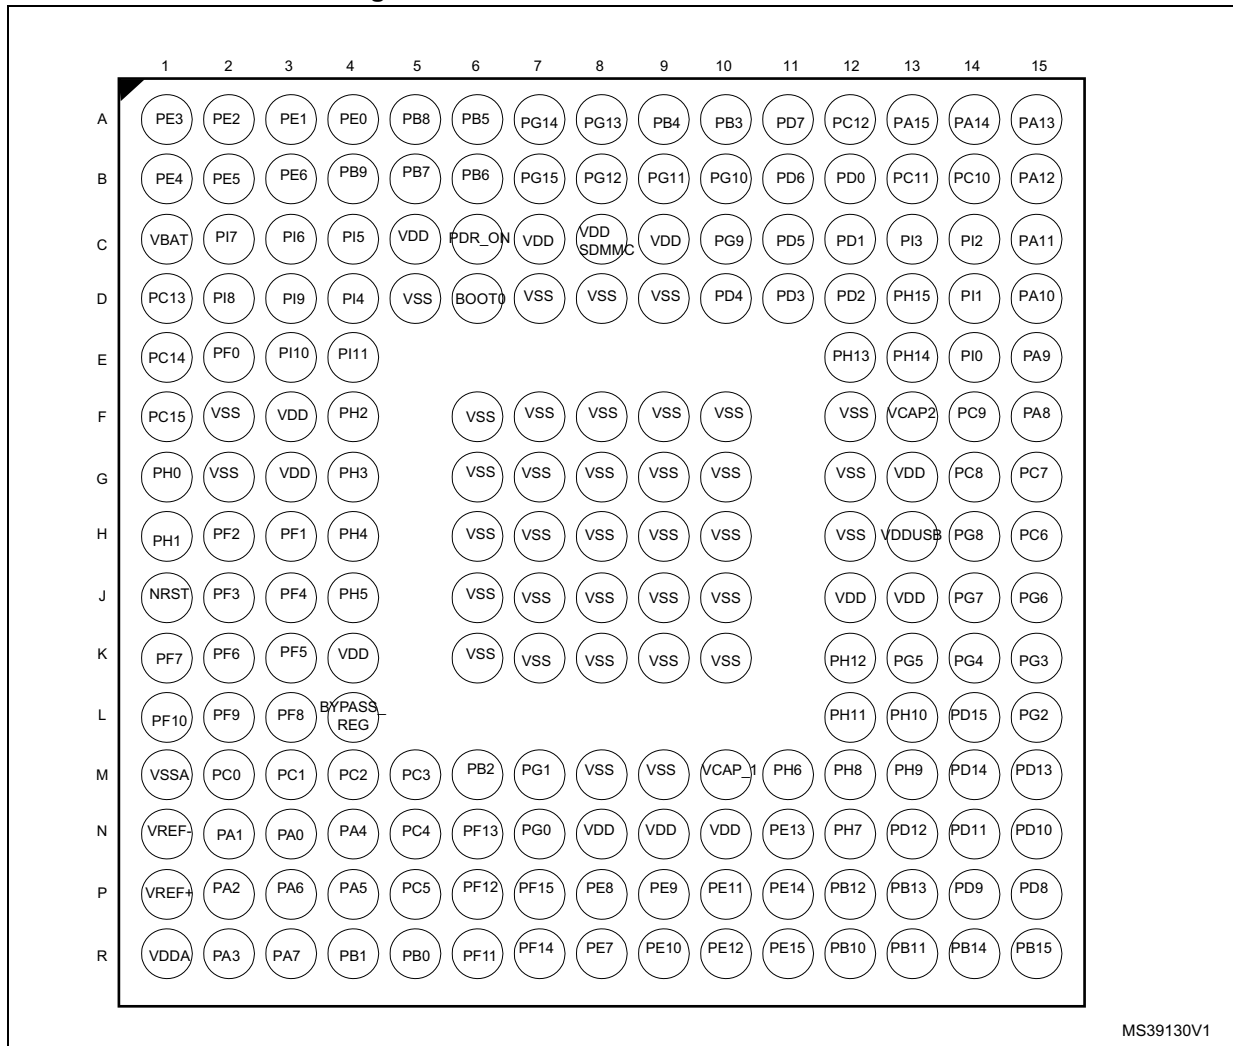 1 2 3 4 5 6 7 8 9 10 11 12 13 14 15
A PE3 PE2 PE1 PE0 PB8 PB5 PG14 PG13 PB4 PB3 PD7 PC12 PA15 PA14 PA13
B PE4 PE5 PE6 PB9 PB7 PB6 PG15 PG12 PG11 PG10 PD6 PD0 PC11 PC10 PA12
C VBAT PI7 PI6 PI5 VDD PDR_ON VDD VDD SDMMC VDD PG9 PD5 PD1 PI3 PI2 PA11
D PC13 PI8 PI9 PI4 VSS BOOT0 VSS VSS VSS PD4 PD3 PD2 PH15 PI1 PA10
E PC14 PF0 PI10 PI11 PH13 PH14 PI0 PA9
F PC15 VSS VDD PH2 VSS VSS VSS VSS VSS VSS VCAP2 PC9 PA8
G PH0 VSS VDD PH3 VSS VSS VSS VSS VSS VSS VDD PC8 PC7
H PH1 PF2 PF1 PH4 VSS VSS VSS VSS VSS VSS VDDUSB PG8 PC6
J NRST PF3 PF4 PH5 VSS VSS VSS VSS VSS VDD VDD PG7 PG6
K PF7 PF6 PF5 VDD VSS VSS VSS VSS VSS PH12 PG5 PG4 PG3
L PF10 PF9 PF8 BYPASS_ REG PH11 PH10 PD15 PG2
M VSSA PC0 PC1 PC2 PC3 PB2 PG1 VSS VSS VCAP_1 PH6 PH8 PH9 PD14 PD13
N VREF- PA1 PA0 PA4 PC4 PF13 PG0 VDD VDD VDD PE13 PH7 PD12 PD11 PD10
P VREF+ PA2 PA6 PA5 PC5 PF12 PF15 PE8 PE9 PE11 PE14 PB12 PB13 PD9 PD8
R VDDA PA3 PA7 PB1 PB0 PF11 PF14 PE7 PE10 PE12 PE15 PB10 PB11 PB14 PB15
MS39130V1